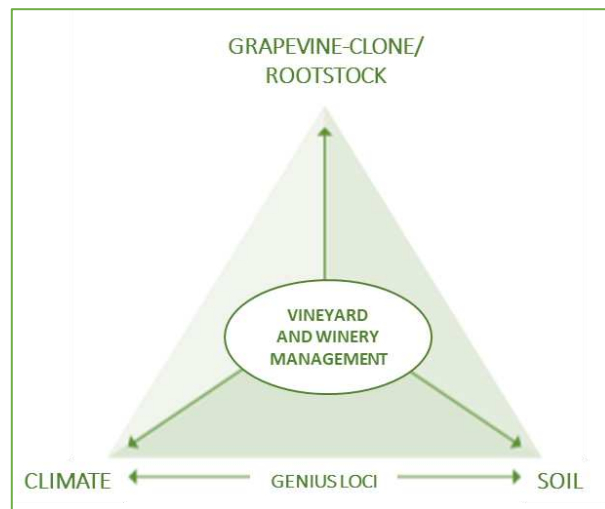 GRAPEVINE-CLONE/
ROOTSTOCK
VINEYARD
AND WINERY
MANAGEMENT
CLIMATE GENIUS LOCI SOIL